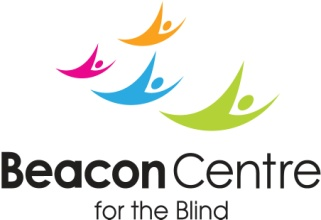 Beacon Centre
for the Blind